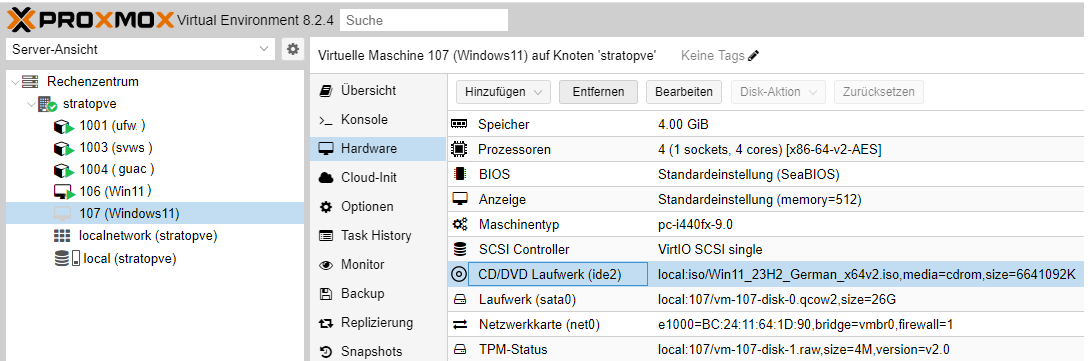 PROXMOX Virtual Environment 8.2.4 Suche
Server-Ansicht
Virtuelle Maschine 107 (Windows11) auf Knoten 'stratopve' Keine Tags
Rechenzentrum
stratopve
1001 (ufw. )
1003 (svws )
1004 ( guac )
106 (Win11 )
107 (Windows11)
localnetwork (stratopve)
local (stratopve)
Übersicht
Konsole
Hardware
Cloud-Init
Optionen
Task History
Monitor
Backup
Replizierung
Snapshots
Hinzufügen Entfernen Bearbeiten Disk-Aktion Zurücksetzen
Speicher 4.00 GiB
Prozessoren 4 (1 sockets, 4 cores) [x86-64-v2-AES]
BIOS Standardeinstellung (SeaBIOS)
Anzeige Standardeinstellung (memory=512)
Maschinentyp pc-i440fx-9.0
SCSI Controller VirtIO SCSI single
CD/DVD Laufwerk (ide2) local:iso/Win11_23H2_German_x64v2.iso,media=cdrom,size=6641092K
Laufwerk (sata0) local:107/vm-107-disk-0.qcow2,size=26G
Netzwerkkarte (net0) e1000=BC:24:11:64:1D:90,bridge=vmbr0,firewall=1
TPM-Status local:107/vm-107-disk-1.raw,size=4M,version=v2.0